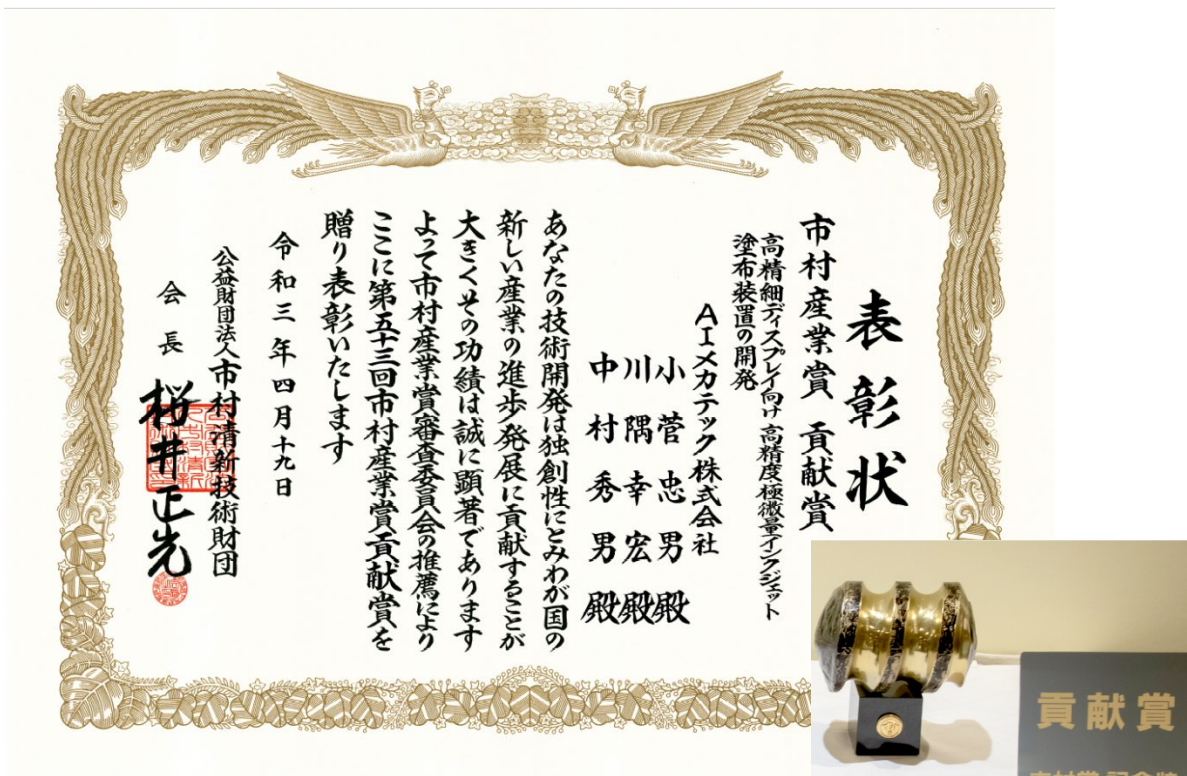 表彰状
市村産業賞 貢献賞
高精細ディスプレイ向け 高精度極微量インクジェット
塗布装置の開発
AIメカテック株式会社
小菅忠男殿
川隅幸宏殿
中村秀男殿
あなたの技術開発は独創性にとみわが国の
新しい産業の進歩発展に貢献することが
大きくその功績は誠に顕著であります
よって市村産業賞審査委員会の推薦により
ここに第五十三回市村産業賞貢献賞を
贈り表彰いたします
令和三年四月十九日
公益財団法人市村清新技術財団
会長 桜井正光
貢献賞